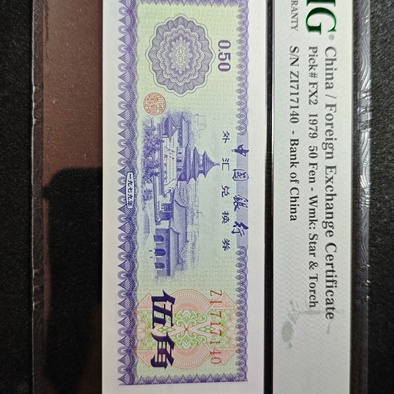 0.50
中国银行
外汇兑换券
一九七九年
伍角
ZI717140
MG
RANTY
China / Foreign Exchange Certificate
Pick# FX2 1979 50 Fen - Wmk: Star & Torch
S/N ZI717140 - Bank of China